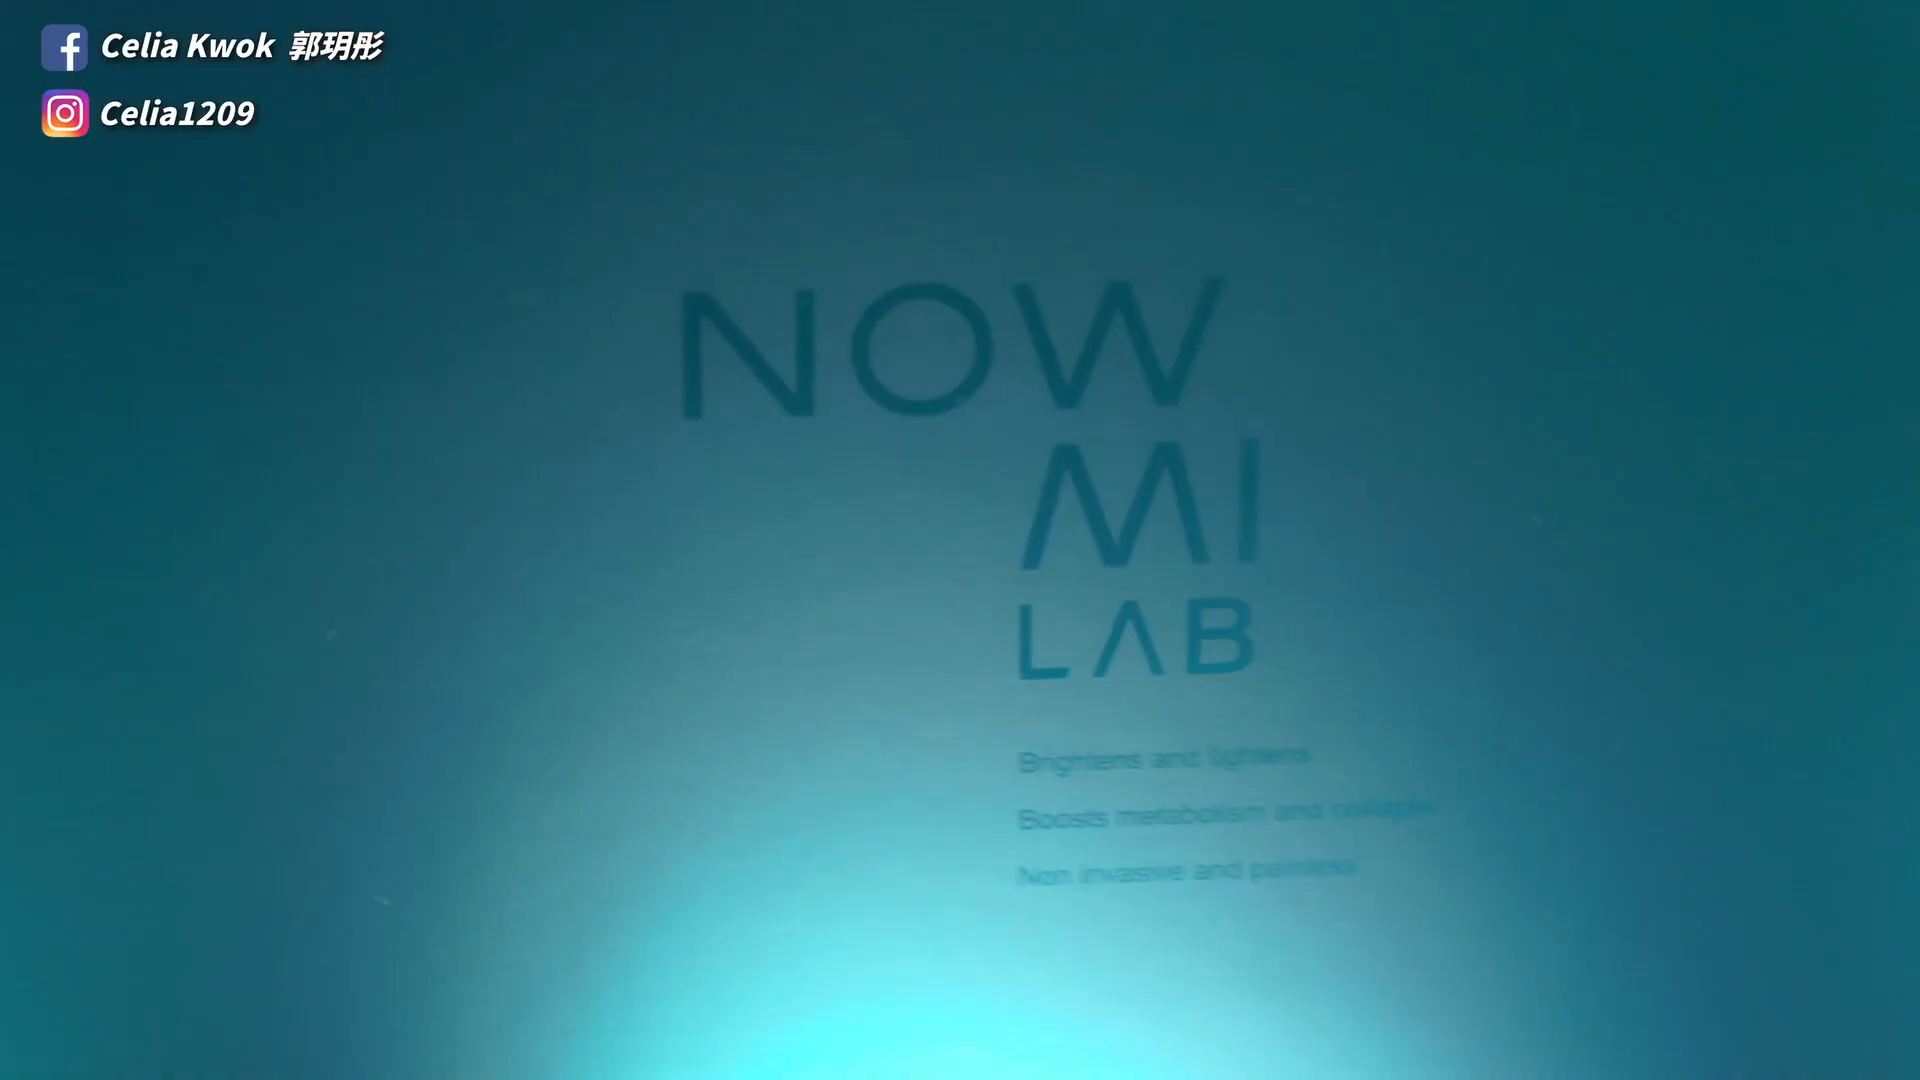 Celia Kwok 郭玥彤
Celia1209
NOW
MI
LAB
Brightens and lightens
Boosts metabolism and collagen
Non invasive and painless